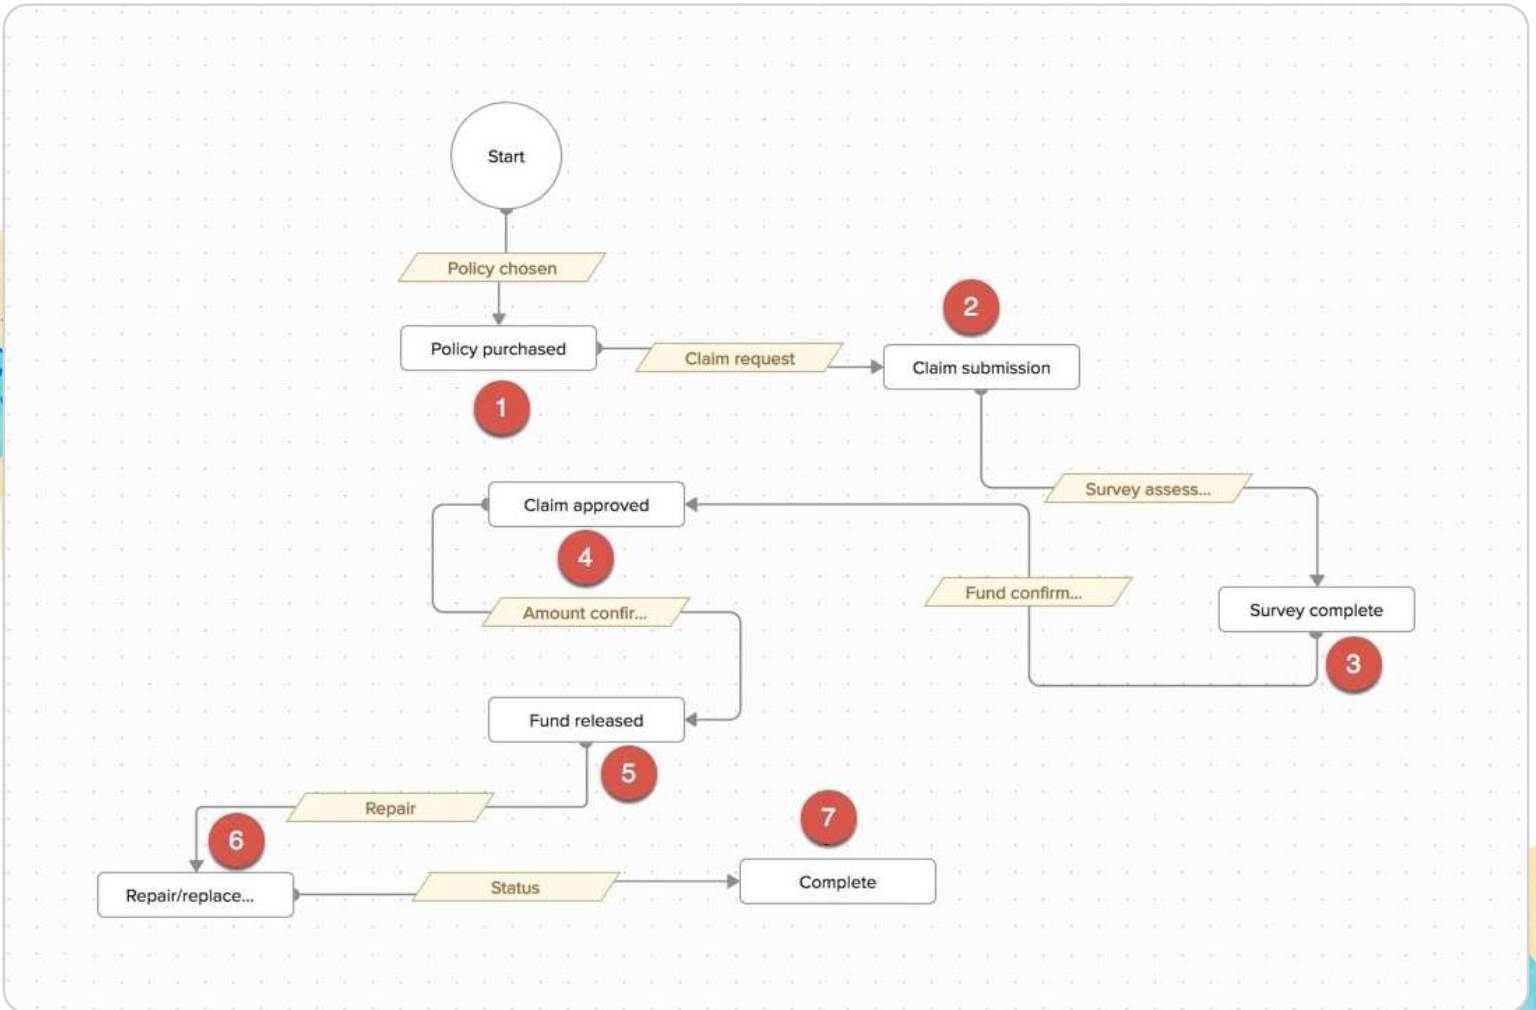 Start
Policy chosen
Policy purchased
1
Claim request
2
Claim submission
Survey assess...
Survey complete
3
Fund confirm...
Claim approved
4
Amount confir...
Fund released
5
Repair
6
Repair/replace...
Status
7
Complete